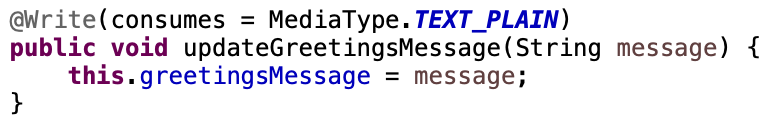 @Write(consumes = MediaType.TEXT_PLAIN)
public void updateGreetingsMessage(String message) {
    this.greetingsMessage = message;
}